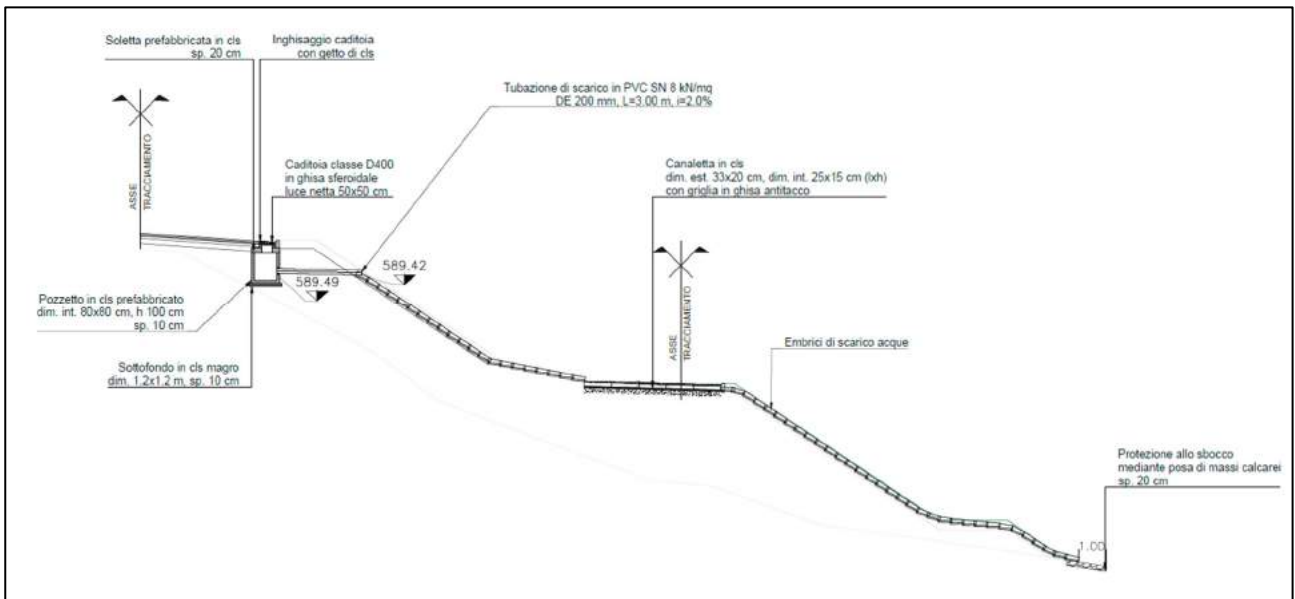 Soletta prefabbricata in cls
sp. 20 cm
Inghisaggio caditoia
con getto di cls
Tubazione di scarico in PVC SN 8 kN/mq
DE 200 mm, L=3.00 m, i=2.0%
ASSE
TRACCIAMENTO
Caditoia classe D400
in ghisa sferoidale
luce netta 50x50 cm
Canaletta in cls
dim. est. 33x20 cm, dim. int. 25x15 cm (lxh)
con griglia in ghisa antitacco
589.42
589.49
Pozzetto in cls prefabbricato
dim. int. 80x80 cm, h 100 cm
sp. 10 cm
ASSE
TRACCIAMENTO
Embrici di scarico acque
Sottofondo in cls magro
dim. 1.2x1.2 m, sp. 10 cm
Protezione allo sbocco
mediante posa di massi calcarei
sp. 20 cm
1.00